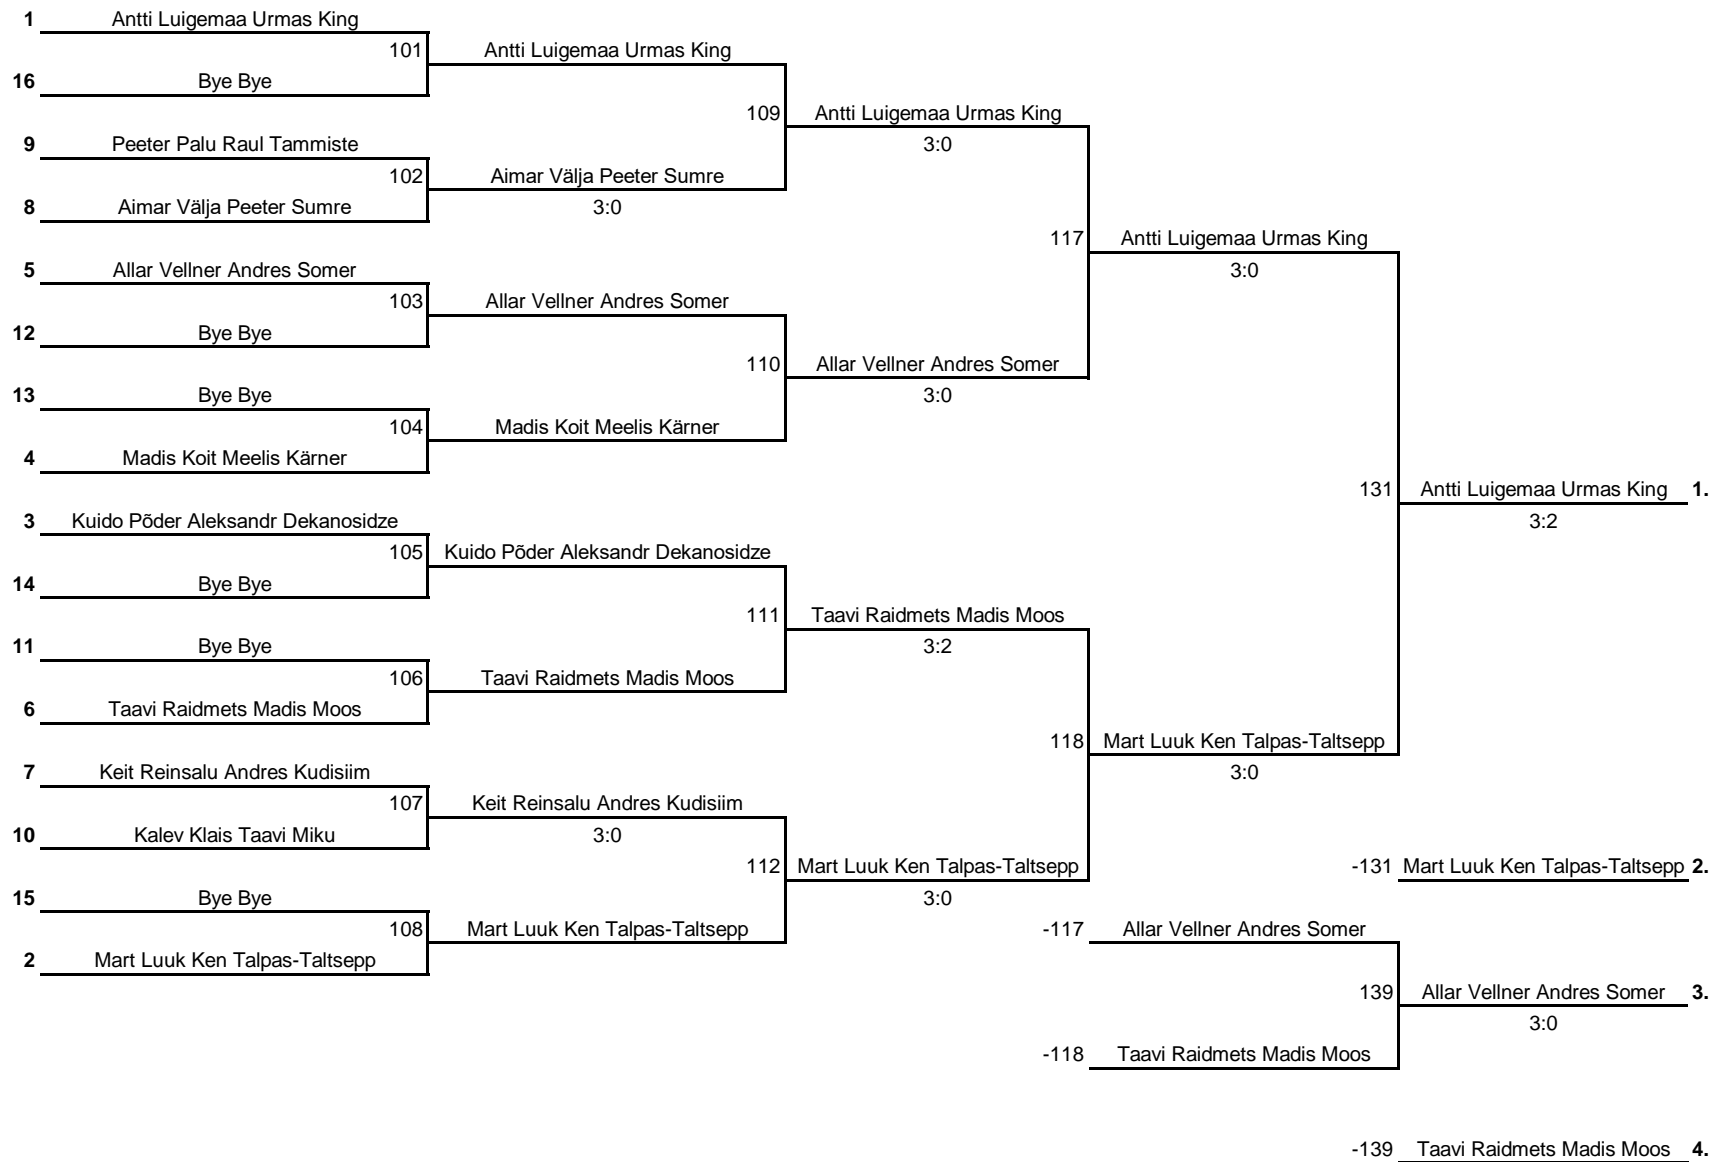 1 Antti Luigemaa Urmas King
101 Antti Luigemaa Urmas King
16 Bye Bye
109 Antti Luigemaa Urmas King
9 Peeter Palu Raul Tammiste
3:0
102 Aimar Välja Peeter Sumre
8 Aimar Välja Peeter Sumre
3:0
117 Antti Luigemaa Urmas King
5 Allar Vellner Andres Somer
3:0
103 Allar Vellner Andres Somer
12 Bye Bye
110 Allar Vellner Andres Somer
13 Bye Bye
3:0
104 Madis Koit Meelis Kärner
4 Madis Koit Meelis Kärner
131 Antti Luigemaa Urmas King 1.
3 Kuido Põder Aleksandr Dekanosidze
3:2
105 Kuido Põder Aleksandr Dekanosidze
14 Bye Bye
111 Taavi Raidmets Madis Moos
11 Bye Bye
3:2
106 Taavi Raidmets Madis Moos
6 Taavi Raidmets Madis Moos
118 Mart Luuk Ken Talpas-Taltsepp
7 Keit Reinsalu Andres Kudisiim
3:0
107 Keit Reinsalu Andres Kudisiim
10 Kalev Klais Taavi Miku
3:0
112 Mart Luuk Ken Talpas-Taltsepp
-131 Mart Luuk Ken Talpas-Taltsepp 2.
15 Bye Bye
3:0
108 Mart Luuk Ken Talpas-Taltsepp
-117 Allar Vellner Andres Somer
2 Mart Luuk Ken Talpas-Taltsepp
139 Allar Vellner Andres Somer 3.
3:0
-118 Taavi Raidmets Madis Moos
-139 Taavi Raidmets Madis Moos 4.